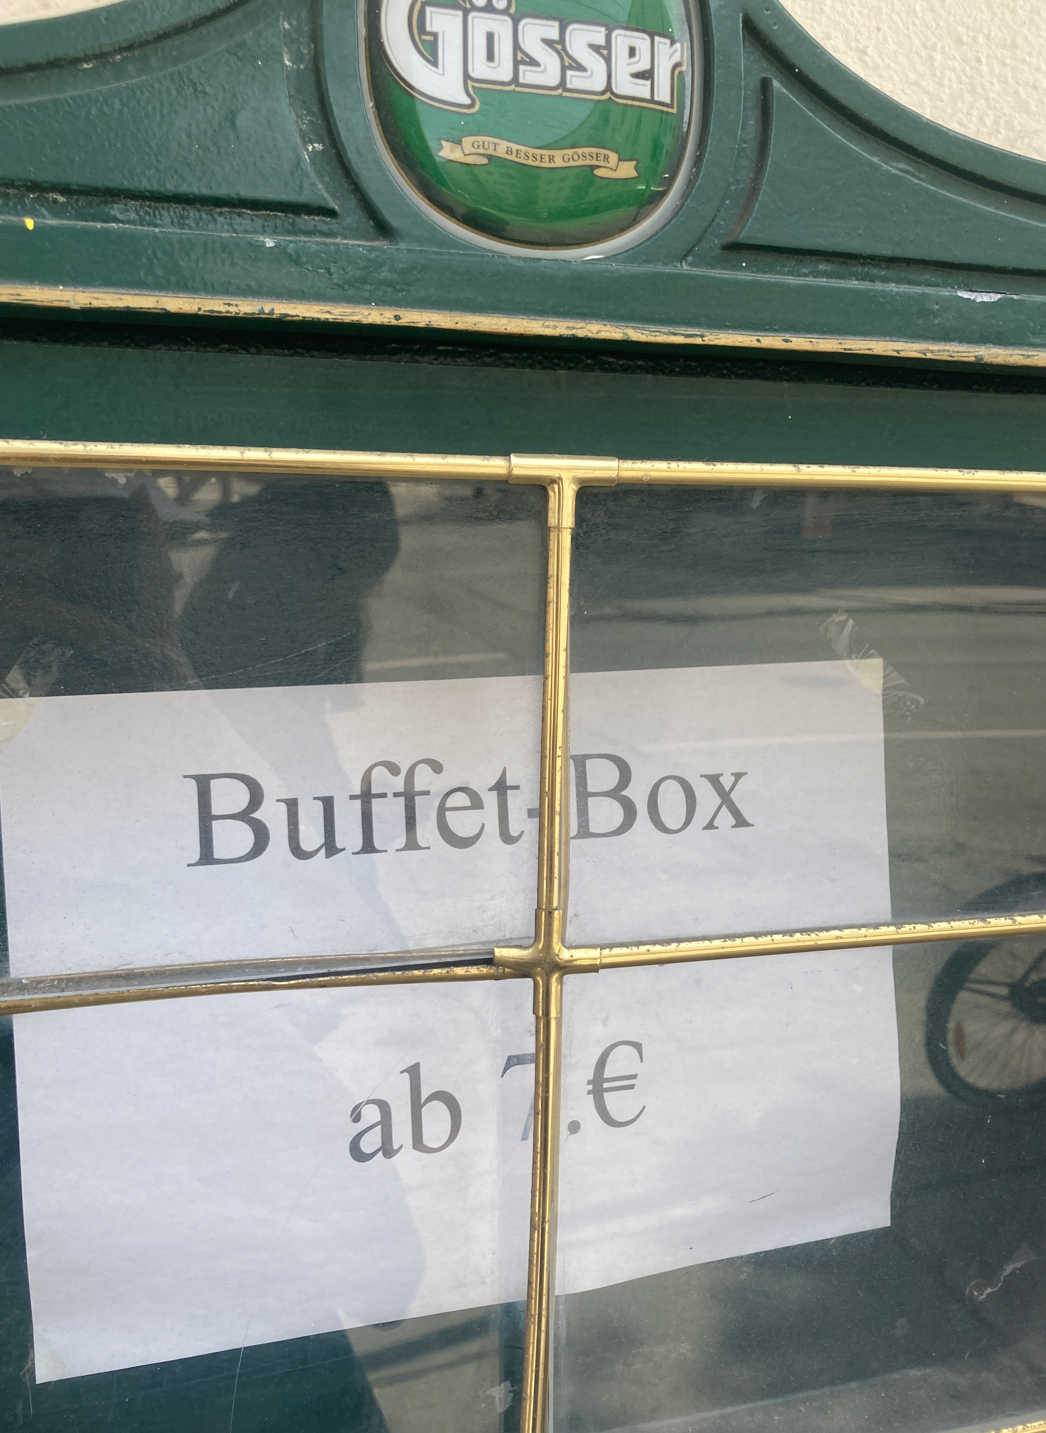 Gösser
GUT BESSER GÖSSER
Buffet-Box
ab 7.€